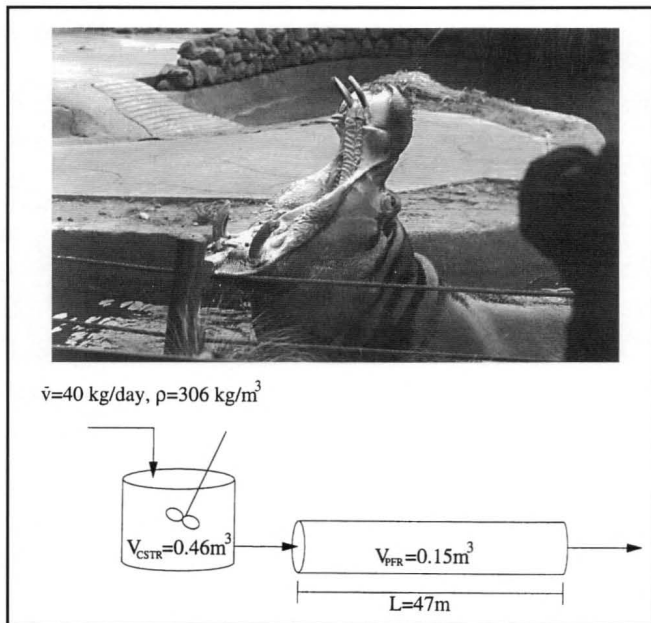 ṽ=40 kg/day, ρ=306 kg/m³
V_CSTR=0.46m³
V_PFR=0.15m³
L=47m